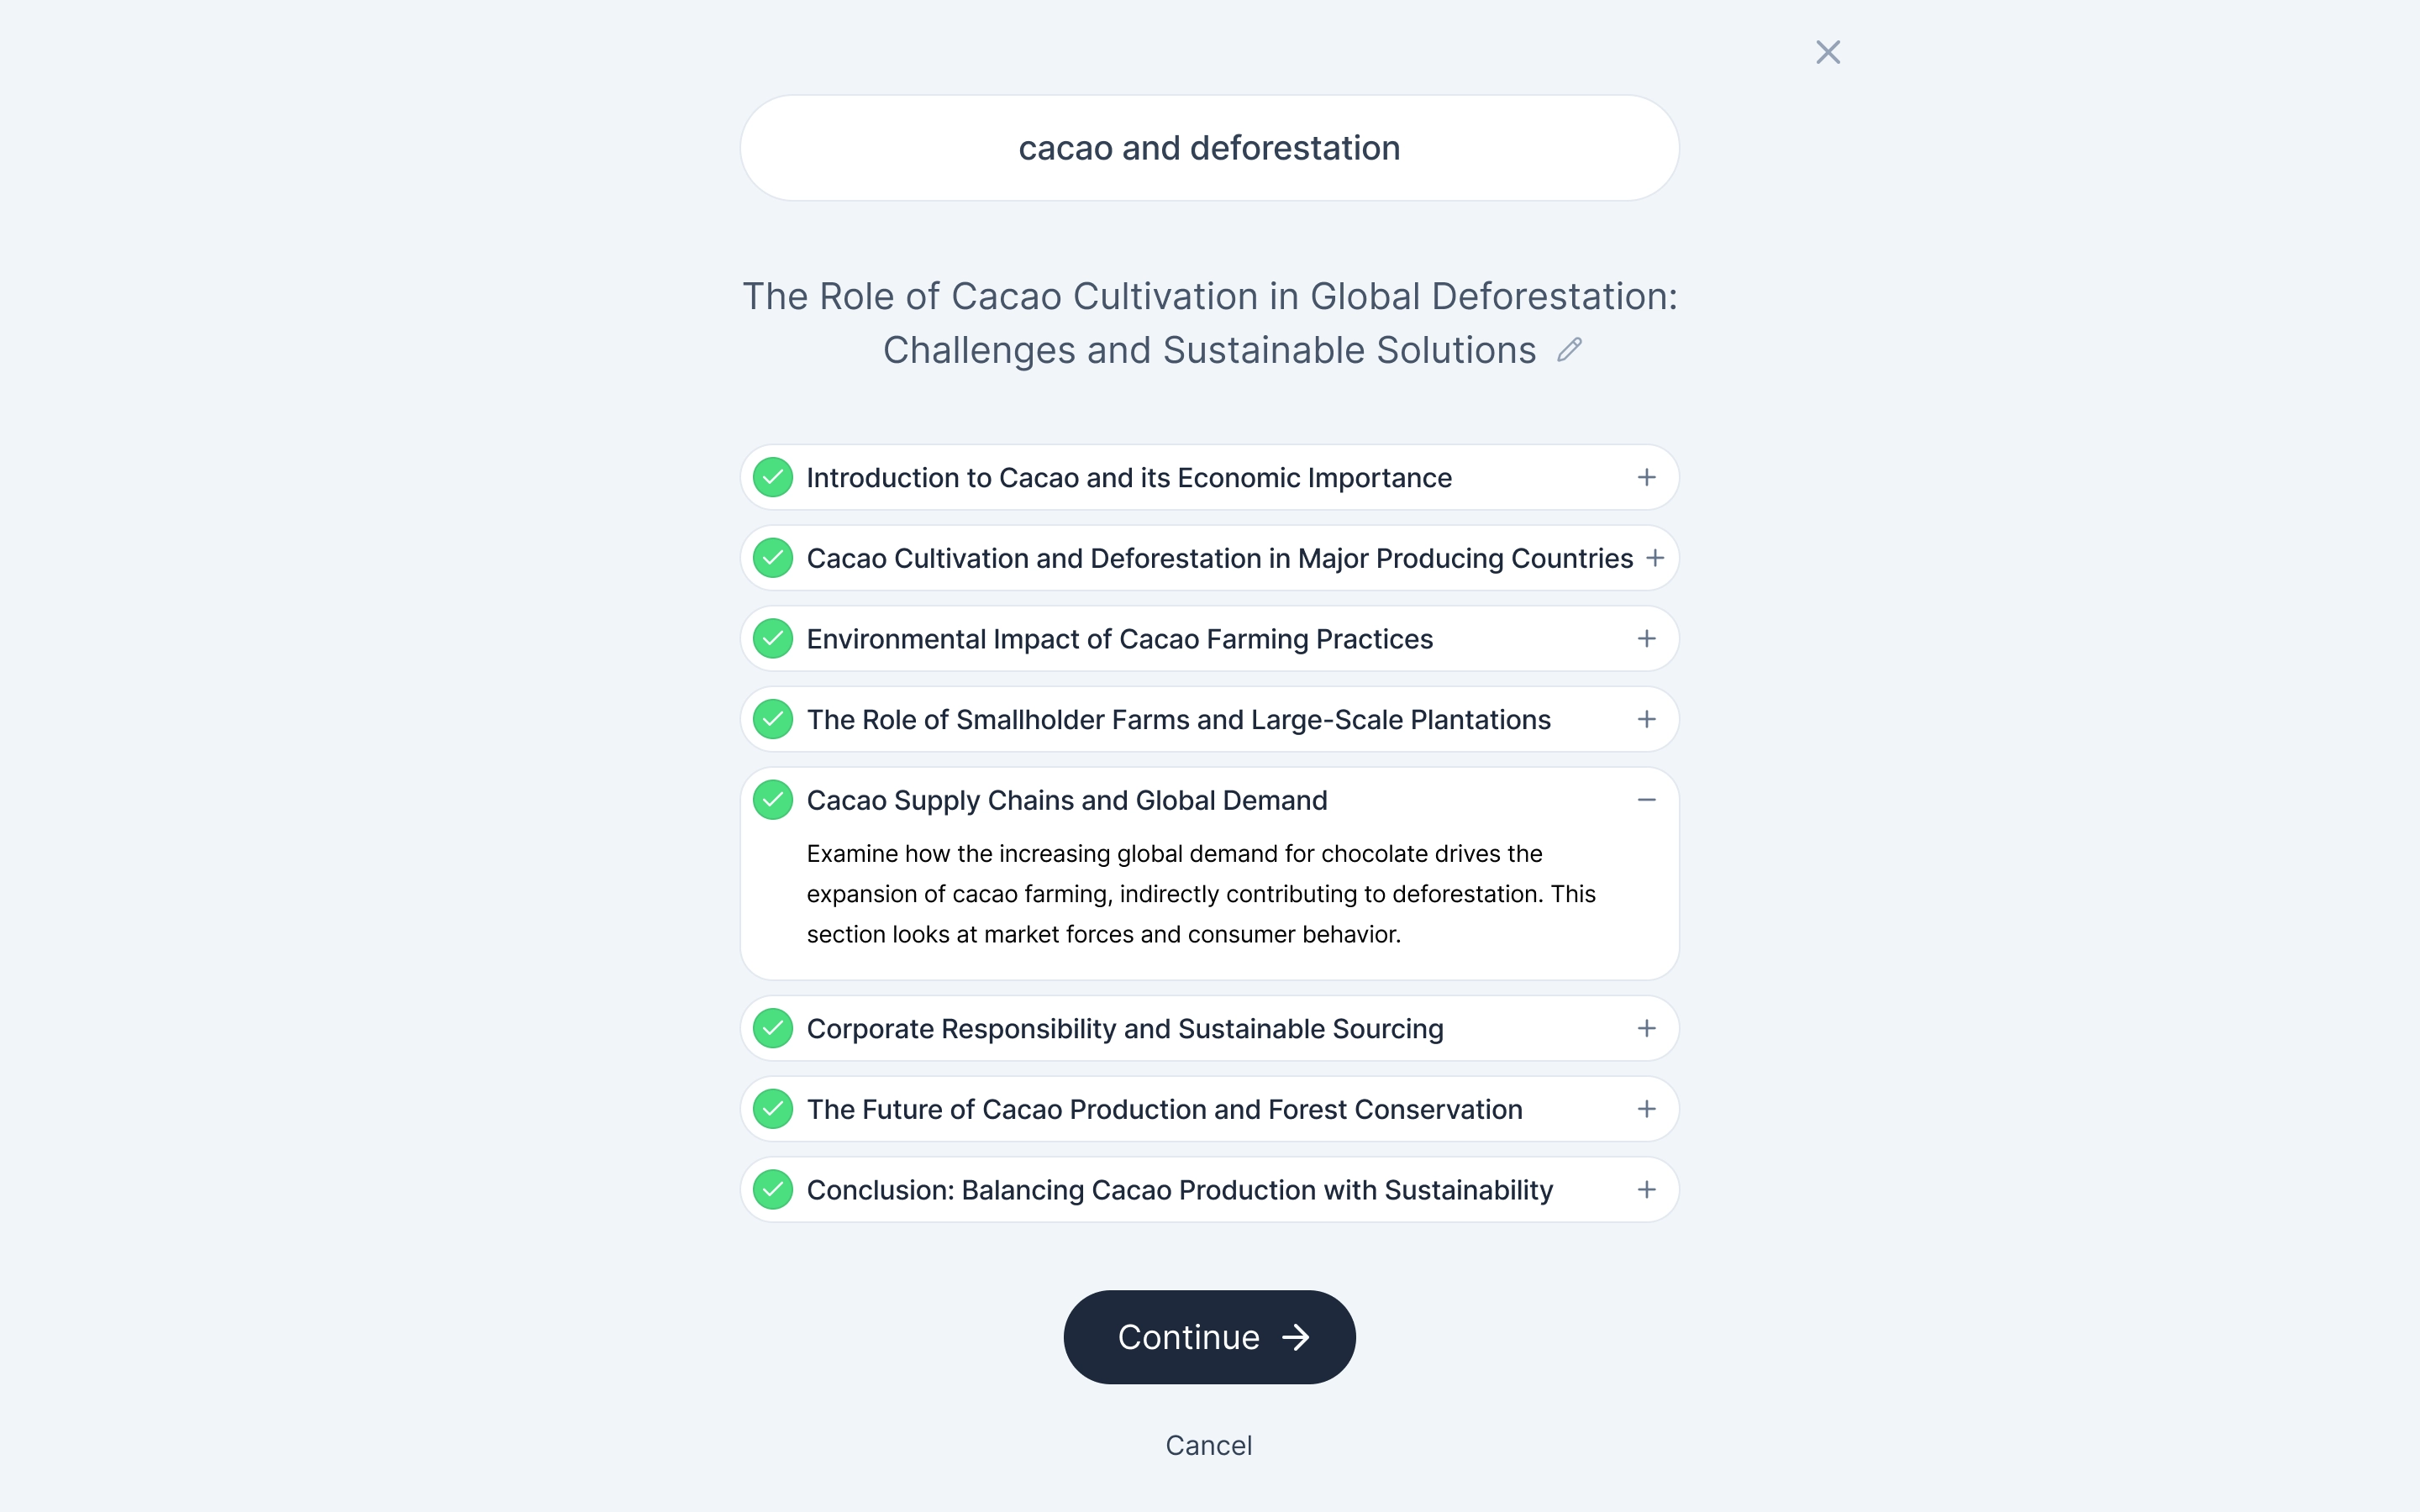 cacao and deforestation
The Role of Cacao Cultivation in Global Deforestation:
Challenges and Sustainable Solutions
Introduction to Cacao and its Economic Importance
Cacao Cultivation and Deforestation in Major Producing Countries
Environmental Impact of Cacao Farming Practices
The Role of Smallholder Farms and Large-Scale Plantations
Cacao Supply Chains and Global Demand
Examine how the increasing global demand for chocolate drives the
expansion of cacao farming, indirectly contributing to deforestation. This
section looks at market forces and consumer behavior.
Corporate Responsibility and Sustainable Sourcing
The Future of Cacao Production and Forest Conservation
Conclusion: Balancing Cacao Production with Sustainability
Continue
Cancel